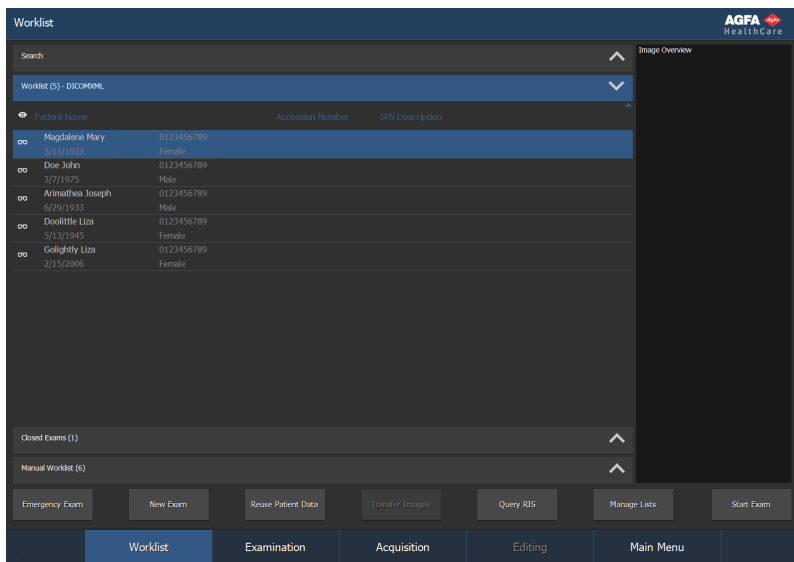 Worklist
AGFA
HealthCare
Search
Image Overview
Worklist (5) - DICOMXML
Patient Name Accession Number SPS Description
Magdalene Mary 0123456789
5/11/1933 Female
Doe John 0123456789
3/7/1975 Male
Arimathea Joseph 0123456789
6/29/1933 Male
Doolittle Liza 0123456789
5/13/1945 Female
Golightly Liza 0123456789
2/15/2006 Female
Closed Exams (1)
Manual Worklist (6)
Emergency Exam New Exam Reuse Patient Data Transfer Images Query RIS Manage Lists Start Exam
Worklist Examination Acquisition Editing Main Menu